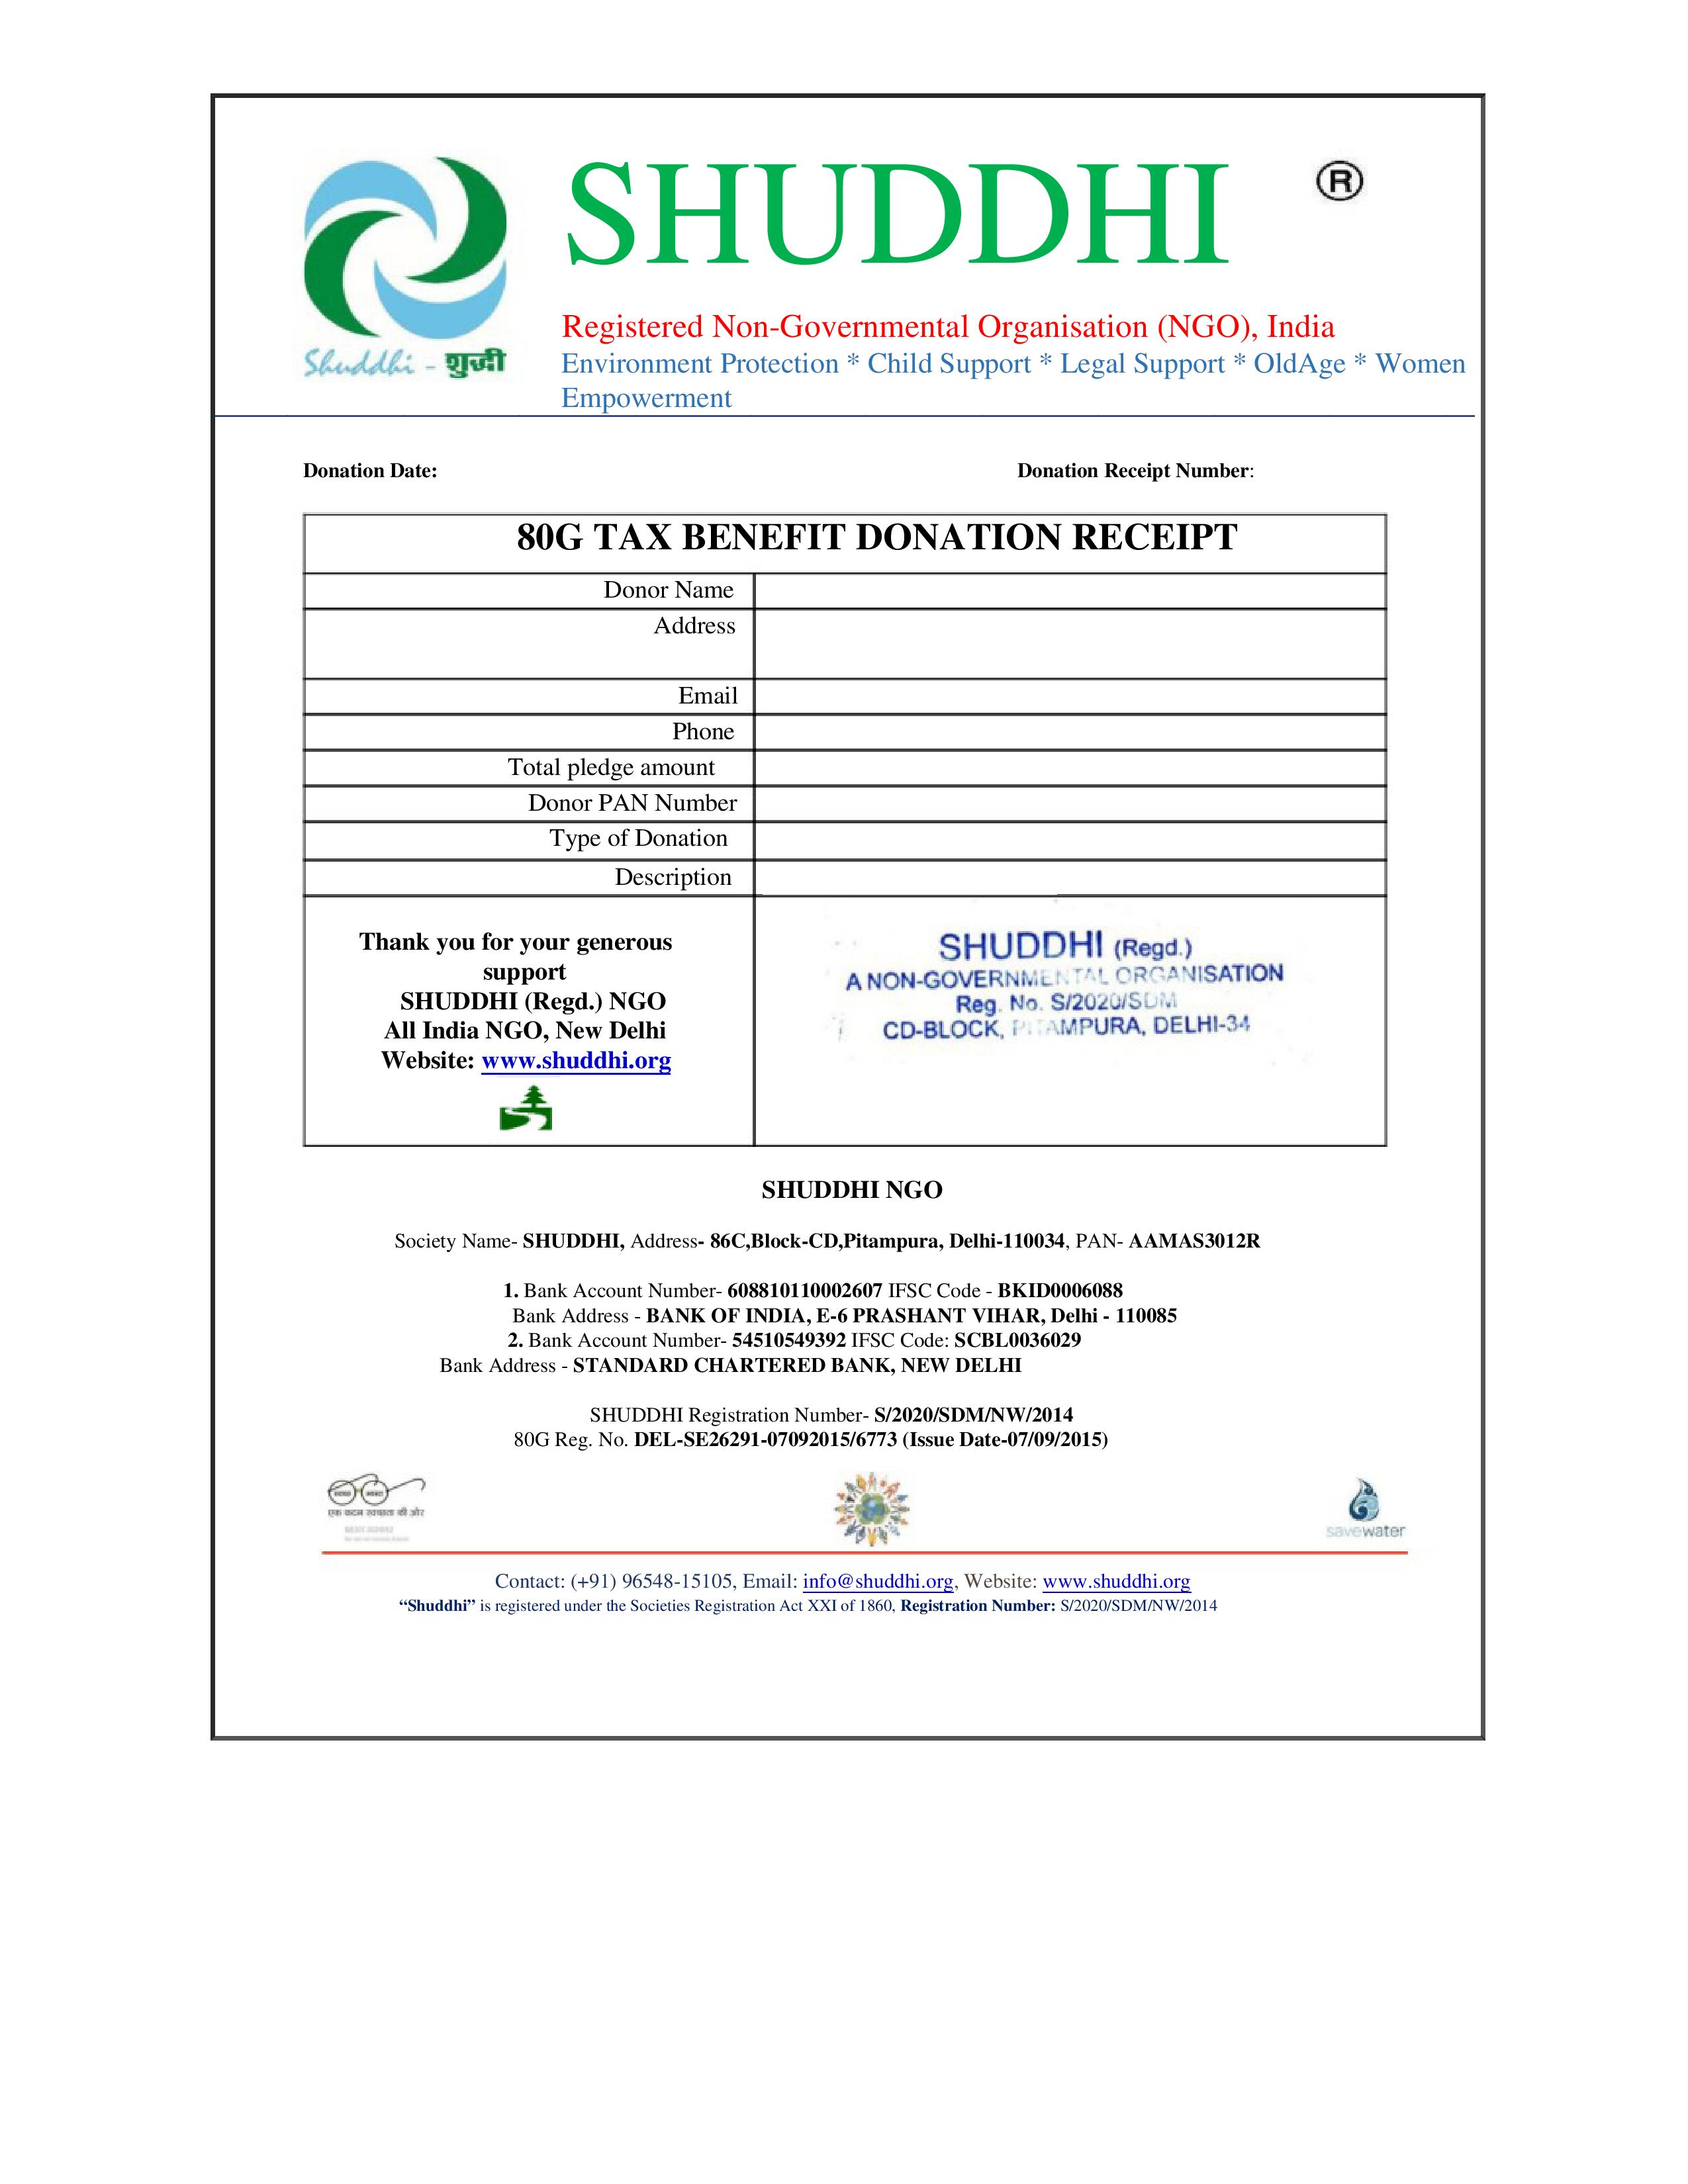 SHUDDHI ®
Shuddhi - शुद्धी
Registered Non-Governmental Organisation (NGO), India
Environment Protection * Child Support * Legal Support * OldAge * Women
Empowerment
Donation Date: Donation Receipt Number:
80G TAX BENEFIT DONATION RECEIPT
Donor Name
Address
Email
Phone
Total pledge amount
Donor PAN Number
Type of Donation
Description
Thank you for your generous
support
SHUDDHI (Regd.) NGO
All India NGO, New Delhi
Website: www.shuddhi.org
SHUDDHI (Regd.)
A NON-GOVERNMENTAL ORGANISATION
Reg. No. S/2020/SDM
CD-BLOCK, PITAMPURA, DELHI-34
SHUDDHI NGO
Society Name- SHUDDHI, Address- 86C,Block-CD,Pitampura, Delhi-110034, PAN- AAMAS3012R
1. Bank Account Number- 608810110002607 IFSC Code - BKID0006088
Bank Address - BANK OF INDIA, E-6 PRASHANT VIHAR, Delhi - 110085
2. Bank Account Number- 54510549392 IFSC Code: SCBL0036029
Bank Address - STANDARD CHARTERED BANK, NEW DELHI
SHUDDHI Registration Number- S/2020/SDM/NW/2014
80G Reg. No. DEL-SE26291-07092015/6773 (Issue Date-07/09/2015)
एक कदम स्वच्छता की ओर
savewater
Contact: (+91) 96548-15105, Email: info@shuddhi.org, Website: www.shuddhi.org
“Shuddhi” is registered under the Societies Registration Act XXI of 1860, Registration Number: S/2020/SDM/NW/2014